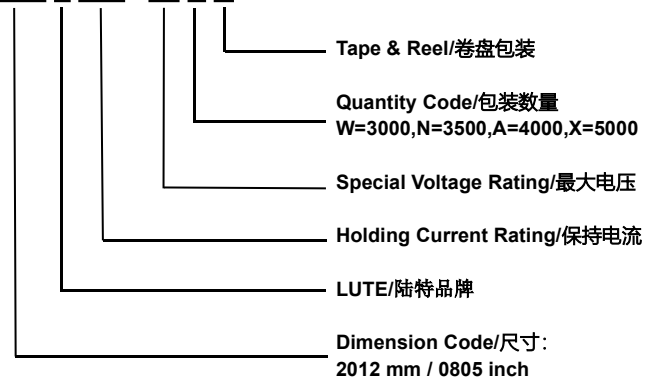 Tape & Reel/卷盘包装
Quantity Code/包装数量
W=3000,N=3500,A=4000,X=5000
Special Voltage Rating/最大电压
Holding Current Rating/保持电流
LUTE/陆特品牌
Dimension Code/尺寸：
2012 mm / 0805 inch